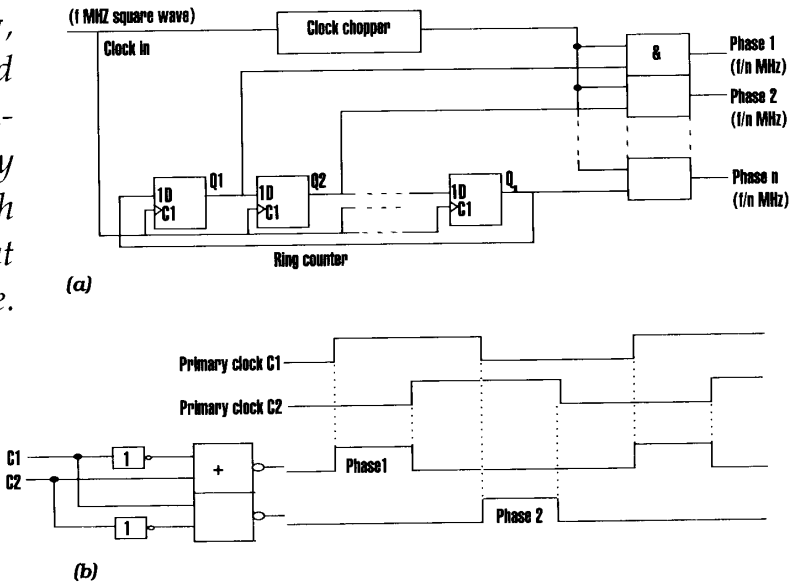 y,
d
-
y
h
t
e.
(f MHZ square wave)
Clock in
Clock chopper
&
Phase 1
(f/n MHz)
Phase 2
(f/n MHz)
Phase n
(f/n MHz)
1D
C1
Q1
1D
C1
Q2
1D
C1
Q
Ring counter
(a)
Primary clock C1
Primary clock C2
C1
C2
1
1
+
Phase1
Phase 2
(b)